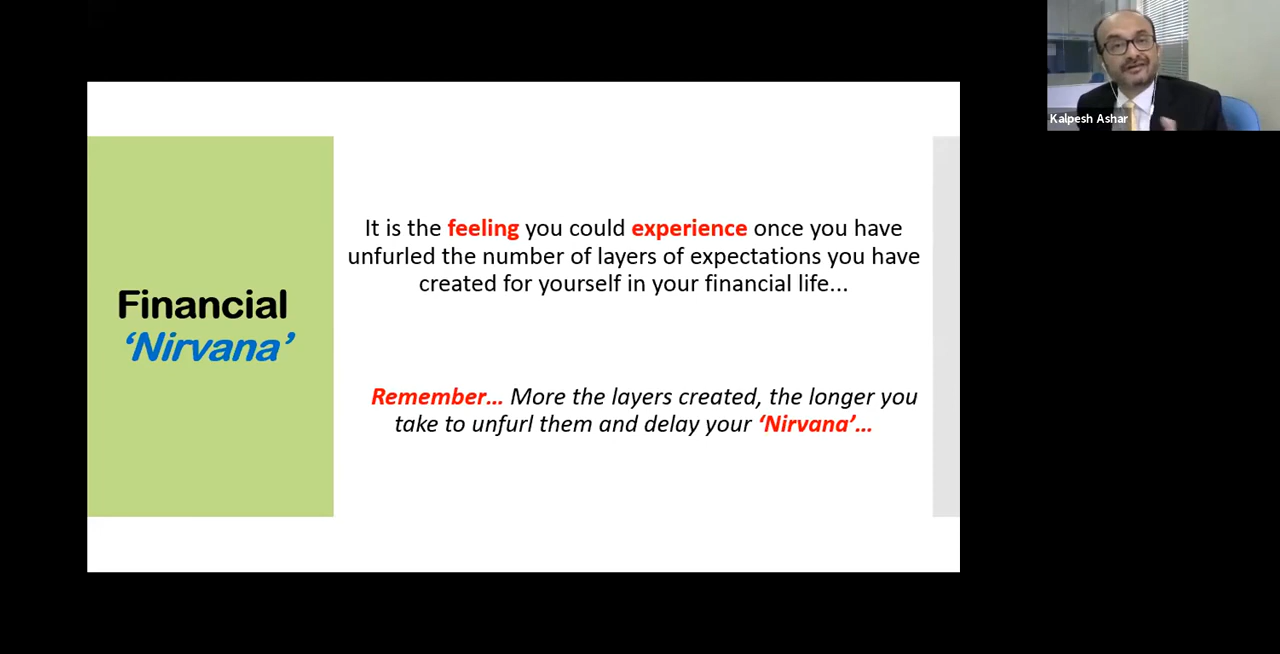 Kalpesh Ashar
Financial
‘Nirvana’
It is the feeling you could experience once you have
unfurled the number of layers of expectations you have
created for yourself in your financial life...
Remember... More the layers created, the longer you
take to unfurl them and delay your ‘Nirvana’...